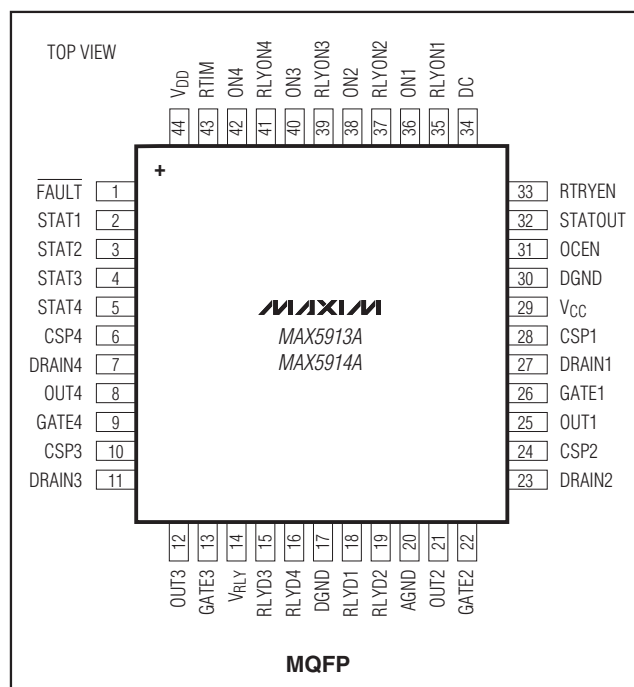 TOP VIEW
VDD
RTIM
ON4
RLYON4
ON3
RLYON3
ON2
RLYON2
ON1
RLYON1
DC
44 43 42 41 40 39 38 37 36 35 34
+
FAULT 1
STAT1 2
STAT2 3
STAT3 4
STAT4 5
CSP4 6
DRAIN4 7
OUT4 8
GATE4 9
CSP3 10
DRAIN3 11
MAXIM
MAX5913A
MAX5914A
33 RTRYEN
32 STATOUT
31 OCEN
30 DGND
29 VCC
28 CSP1
27 DRAIN1
26 GATE1
25 OUT1
24 CSP2
23 DRAIN2
12 13 14 15 16 17 18 19 20 21 22
OUT3
GATE3
VRLY
RLYD3
RLYD4
DGND
RLYD1
RLYD2
AGND
OUT2
GATE2
MQFP